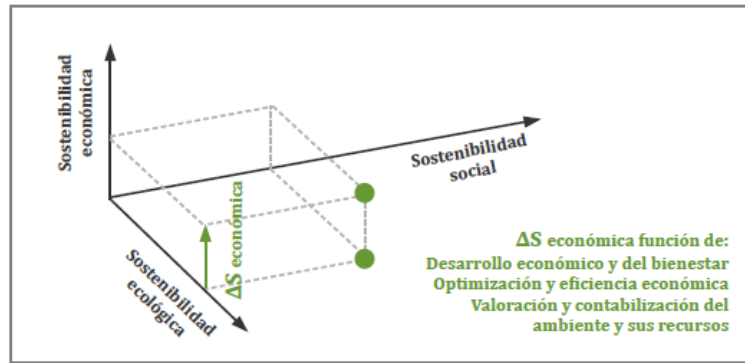 Sostenibilidad
económica
Sostenibilidad
social
ΔS económica
Sostenibilidad
ecológica
ΔS económica función de:
Desarrollo económico y del bienestar
Optimización y eficiencia económica
Valoración y contabilización del
ambiente y sus recursos